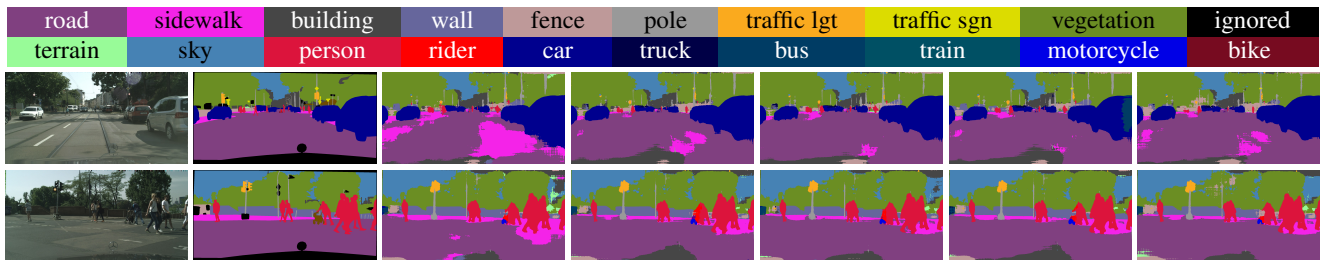 road sidewalk building wall fence pole traffic lgt traffic sgn vegetation ignored
terrain sky person rider car truck bus train motorcycle bike